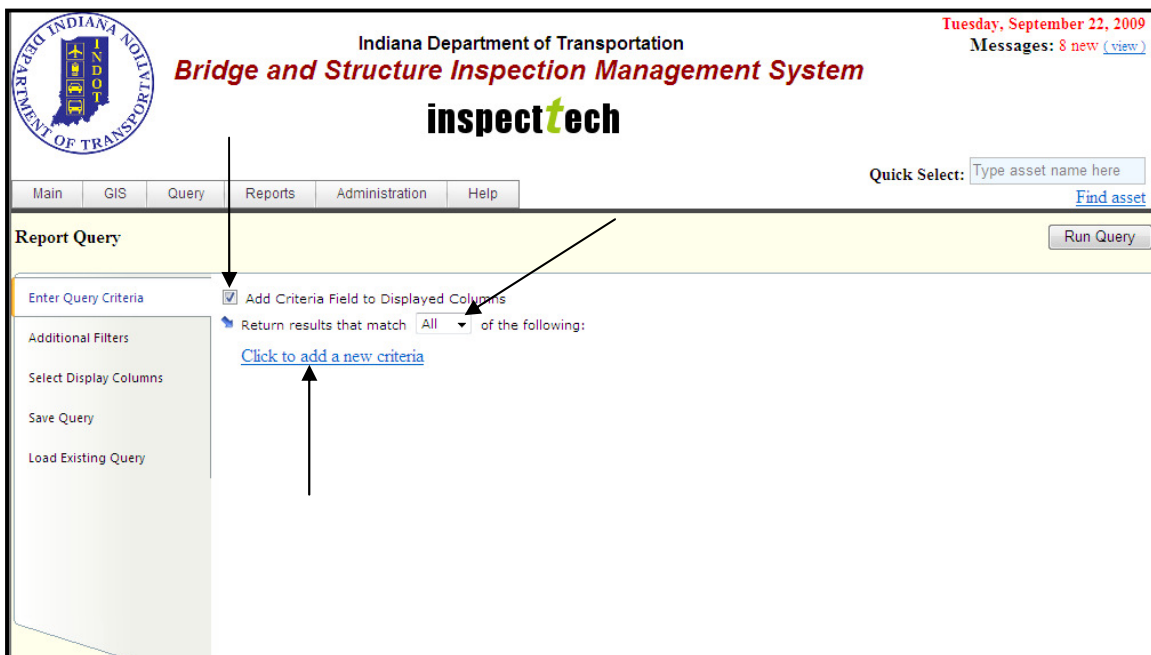 INDIANA DEPARTMENT OF TRANSPORTATION
INDOT
Indiana Department of Transportation
Bridge and Structure Inspection Management System
inspecttech
Tuesday, September 22, 2009
Messages: 8 new ( view )
Quick Select: Type asset name here
Find asset
Main GIS Query Reports Administration Help
Report Query
Run Query
Enter Query Criteria
Additional Filters
Select Display Columns
Save Query
Load Existing Query
Add Criteria Field to Displayed Columns
Return results that match All of the following:
Click to add a new criteria